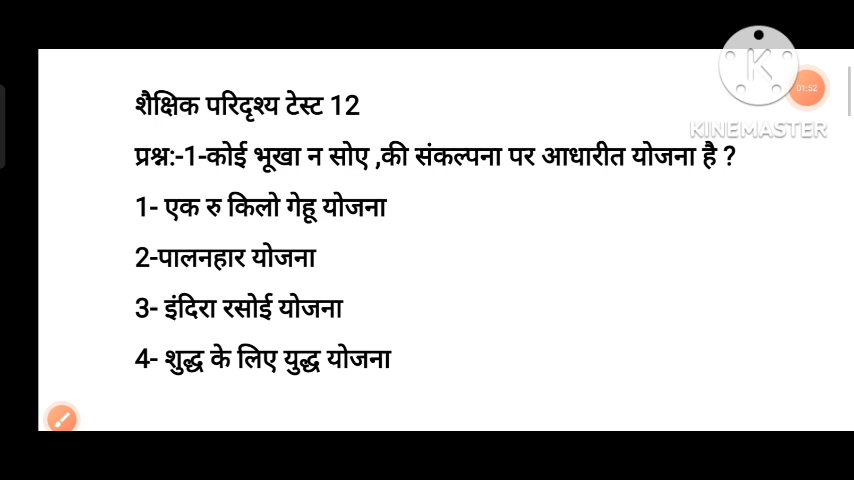 शैक्षिक परिदृश्य टेस्ट 12
01:52
KINEMASTER
प्रश्न:-1-कोई भूखा न सोए ,की संकल्पना पर आधारीत योजना है ?
1- एक रु किलो गेहू योजना
2-पालनहार योजना
3- इंदिरा रसोई योजना
4- शुद्ध के लिए युद्ध योजना